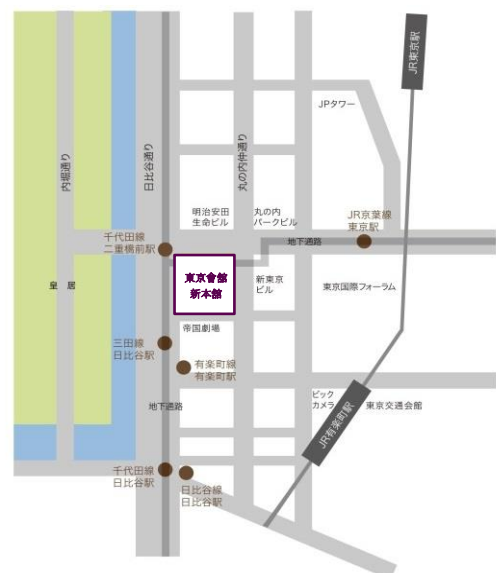 JR東京駅
JPタワー
内堀通り
日比谷通り
丸の内仲通り
明治安田
生命ビル
丸の内
パークビル
JR京葉線
東京駅
千代田線
二重橋前駅
地下通路
皇 居
東京會舘
新本舘
新東京
ビル
東京国際フォーラム
帝国劇場
三田線
日比谷駅
有楽町線
有楽町駅
ビック
カメラ
東京交通会館
JR有楽町駅
地下通路
千代田線
日比谷駅
日比谷線
日比谷駅